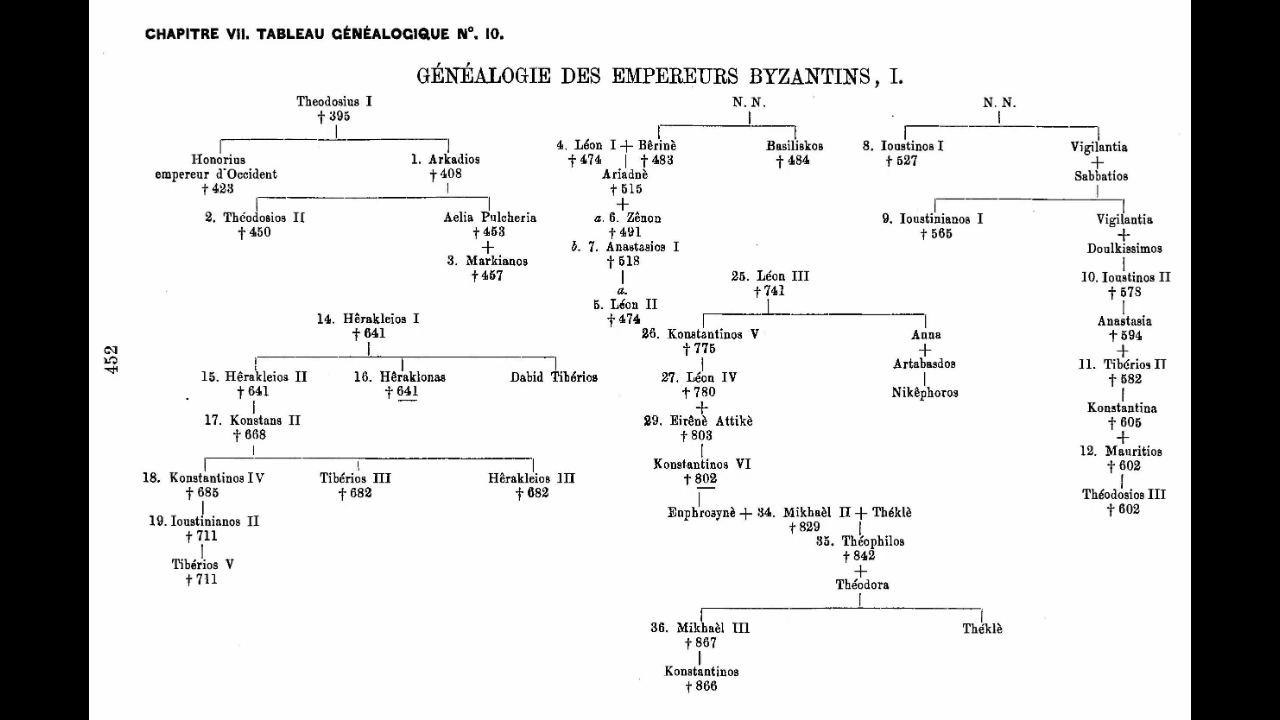 CHAPITRE VII. TABLEAU GÉNÉALOGIQUE Nº. 10.
GÉNÉALOGIE DES EMPEREURS BYZANTINS, I.
Theodosius I
† 395
Honorius
empereur d'Occident
† 423
1. Arkadios
† 408
2. Théodosios II
† 450
Aelia Pulcheria
† 453
+
3. Markianos
† 457
N. N.
4. Léon I + Bêrinè
† 474 † 483
Basiliskos
† 484
Ariadnè
† 515
+
a. 6. Zênon
† 491
b. 7. Anastasios I
† 518
a.
5. Léon II
† 474
N. N.
8. Ioustinos I
† 527
Vigilantia
+
Sabbatios
9. Ioustinianos I
† 565
Vigilantia
+
Doulkissimos
10. Ioustinos II
† 578
Anastasia
† 594
+
11. Tibérios II
† 582
Konstantina
† 605
+
12. Mauritios
† 602
Théodosios III
† 602
14. Hêrakleios I
† 641
15. Hêrakleios II
† 641
16. Hêraklonas
† 641
Dabid Tibérios
17. Konstans II
† 668
18. Konstantinos IV
† 685
Tibérios III
† 682
Hêrakleios III
† 682
19. Ioustinianos II
† 711
Tibérios V
† 711
25. Léon III
† 741
26. Konstantinos V
† 775
Anna
+
Artabasdos
Nikêphoros
27. Léon IV
† 780
+
29. Eirênè Attikè
† 803
Konstantinos VI
† 802
Euphrosynè + 34. Mikhaèl II + Théklè
† 829
35. Théophilos
† 842
+
Théodora
36. Mikhaèl III
† 867
Théklè
Konstantinos
† 866
452